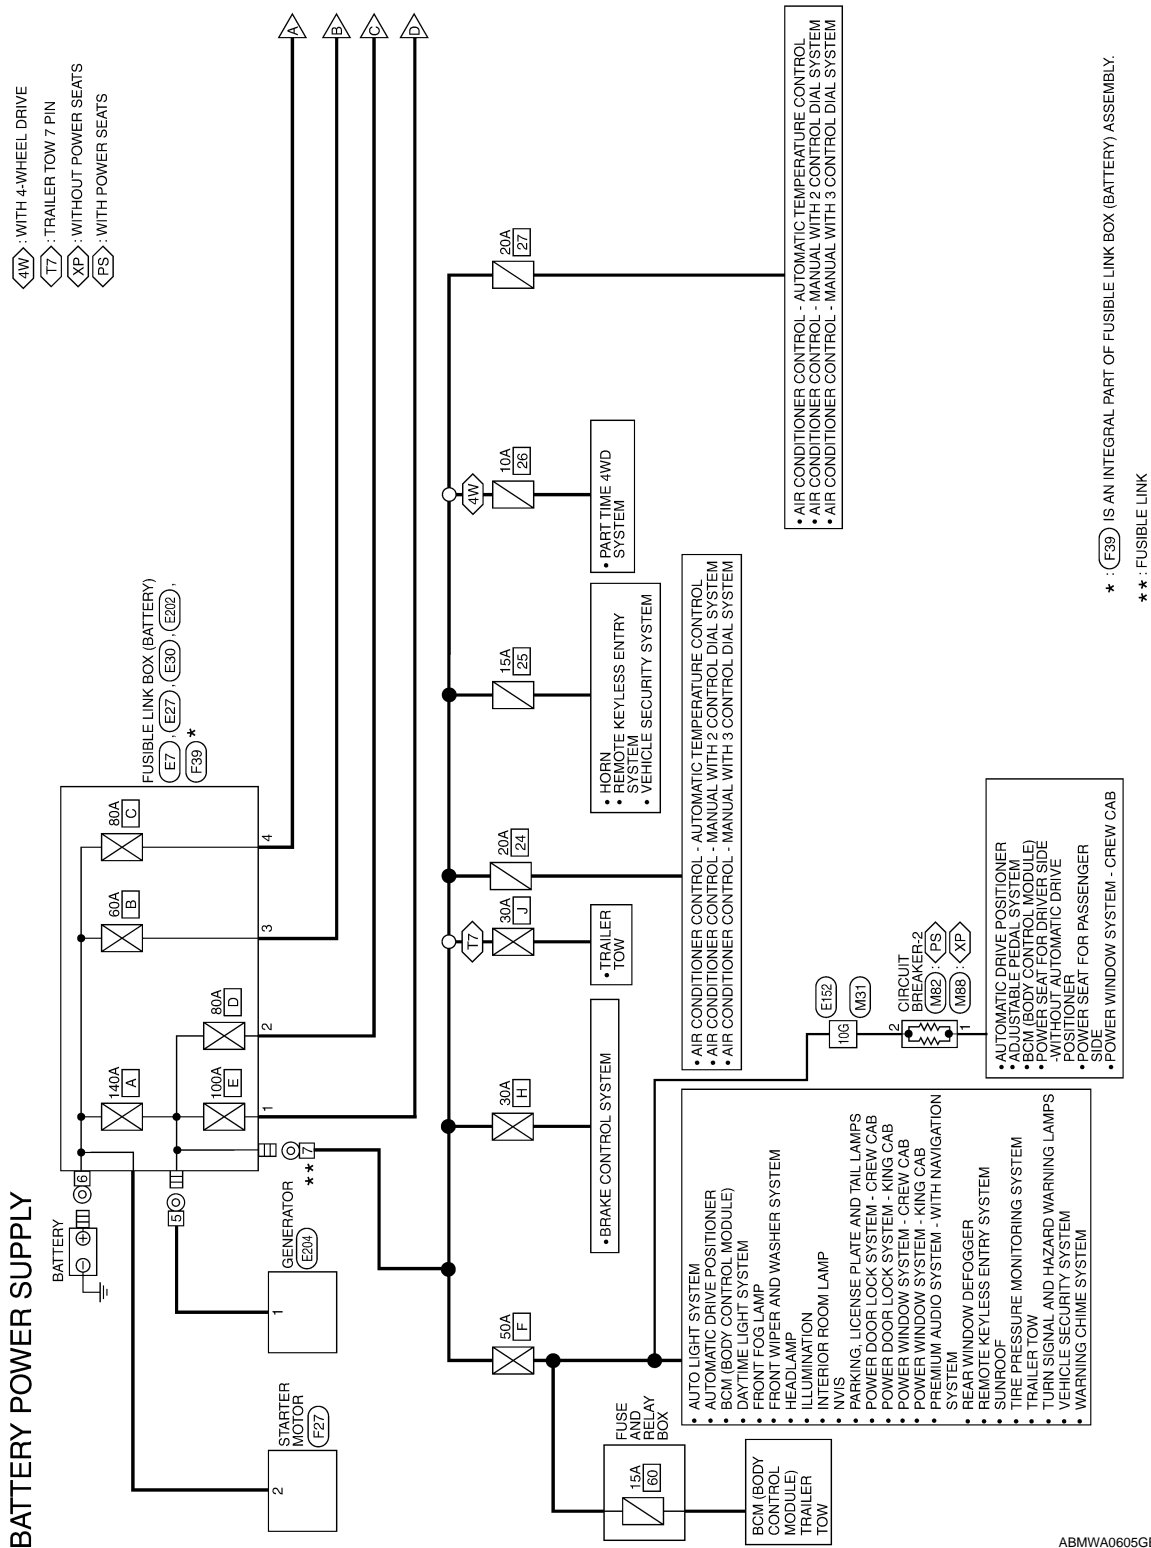 BATTERY POWER SUPPLY
4W : WITH 4-WHEEL DRIVE
T7 : TRAILER TOW 7 PIN
XP : WITHOUT POWER SEATS
PS : WITH POWER SEATS
BATTERY
6
5
7
**
140A
A
100A
E
80A
D
60A
B
80A
C
1
2
3
4
FUSIBLE LINK BOX (BATTERY)
E7 , E27 , E30 , E202 ,
F39 *
A
B
C
D
STARTER
MOTOR
F27
2
GENERATOR
E204
1
50A
F
30A
H
T7
30A
J
20A
24
15A
25
4W
10A
26
20A
27
FUSE
AND
RELAY
BOX
15A
60
BCM (BODY
CONTROL
MODULE)
TRAILER
TOW
• BRAKE CONTROL SYSTEM
• TRAILER
TOW
• HORN
• REMOTE KEYLESS ENTRY
SYSTEM
• VEHICLE SECURITY SYSTEM
• PART TIME 4WD
SYSTEM
• AUTO LIGHT SYSTEM
• AUTOMATIC DRIVE POSITIONER
• BCM (BODY CONTROL MODULE)
• DAYTIME LIGHT SYSTEM
• FRONT FOG LAMP
• FRONT WIPER AND WASHER SYSTEM
• HEADLAMP
• ILLUMINATION
• INTERIOR ROOM LAMP
• NVIS
• PARKING, LICENSE PLATE AND TAIL LAMPS
• POWER DOOR LOCK SYSTEM - CREW CAB
• POWER DOOR LOCK SYSTEM - KING CAB
• POWER WINDOW SYSTEM - CREW CAB
• POWER WINDOW SYSTEM - KING CAB
• PREMIUM AUDIO SYSTEM - WITH NAVIGATION
SYSTEM
• REAR WINDOW DEFOGGER
• REMOTE KEYLESS ENTRY SYSTEM
• SUNROOF
• TIRE PRESSURE MONITORING SYSTEM
• TRAILER TOW
• TURN SIGNAL AND HAZARD WARNING LAMPS
• VEHICLE SECURITY SYSTEM
• WARNING CHIME SYSTEM
• AIR CONDITIONER CONTROL - AUTOMATIC TEMPERATURE CONTROL
• AIR CONDITIONER CONTROL - MANUAL WITH 2 CONTROL DIAL SYSTEM
• AIR CONDITIONER CONTROL - MANUAL WITH 3 CONTROL DIAL SYSTEM
• AIR CONDITIONER CONTROL - AUTOMATIC TEMPERATURE CONTROL
• AIR CONDITIONER CONTROL - MANUAL WITH 2 CONTROL DIAL SYSTEM
• AIR CONDITIONER CONTROL - MANUAL WITH 3 CONTROL DIAL SYSTEM
E152
10G
M31
2
1
CIRCUIT
BREAKER-2
M82 : PS
M88 : XP
• AUTOMATIC DRIVE POSITIONER
• ADJUSTABLE PEDAL SYSTEM
• BCM (BODY CONTROL MODULE)
• POWER SEAT FOR DRIVER SIDE
-WITHOUT AUTOMATIC DRIVE
POSITIONER
• POWER SEAT FOR PASSENGER
SIDE
• POWER WINDOW SYSTEM - CREW CAB
* : F39 IS AN INTEGRAL PART OF FUSIBLE LINK BOX (BATTERY) ASSEMBLY.
** : FUSIBLE LINK